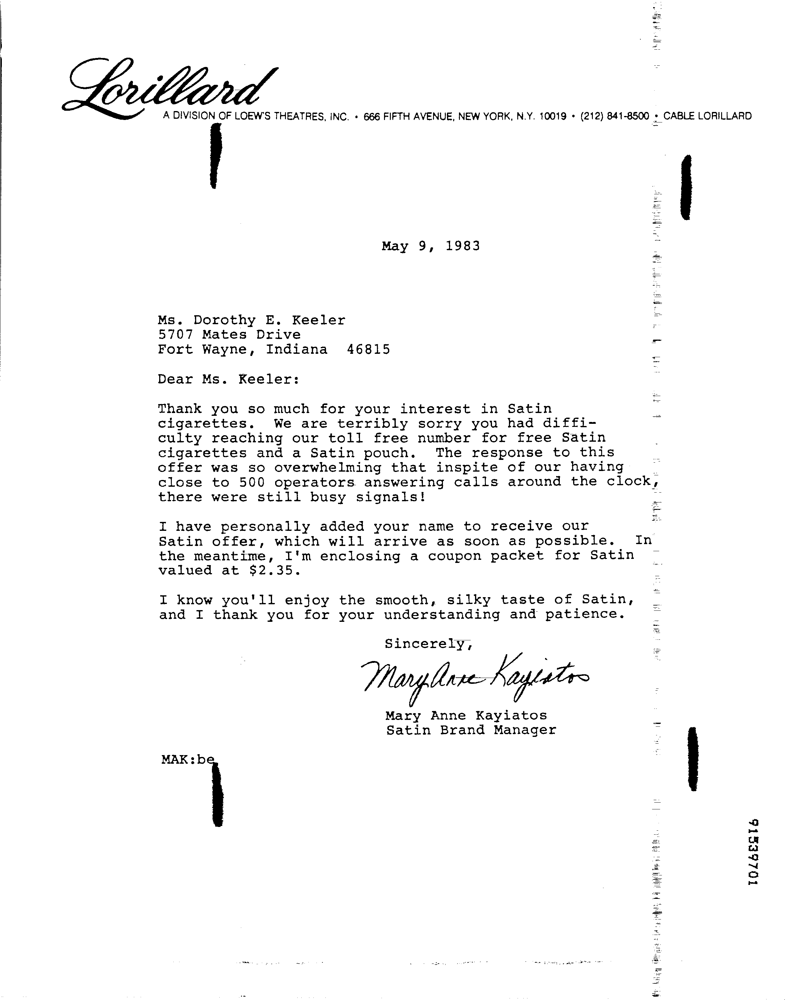 Lorillard
A DIVISION OF LOEW'S THEATRES, INC. • 666 FIFTH AVENUE, NEW YORK, N.Y. 10019 • (212) 841-8500 • CABLE LORILLARD
May 9, 1983
Ms. Dorothy E. Keeler
5707 Mates Drive
Fort Wayne, Indiana  46815
Dear Ms. Keeler:
Thank you so much for your interest in Satin
cigarettes.  We are terribly sorry you had diffi-
culty reaching our toll free number for free Satin
cigarettes and a Satin pouch.  The response to this
offer was so overwhelming that inspite of our having
close to 500 operators answering calls around the clock,
there were still busy signals!
I have personally added your name to receive our
Satin offer, which will arrive as soon as possible.  In
the meantime, I'm enclosing a coupon packet for Satin
valued at $2.35.
I know you'll enjoy the smooth, silky taste of Satin,
and I thank you for your understanding and patience.
Sincerely,
Mary Anne Kayiatos
Mary Anne Kayiatos
Satin Brand Manager
MAK:be
91539701